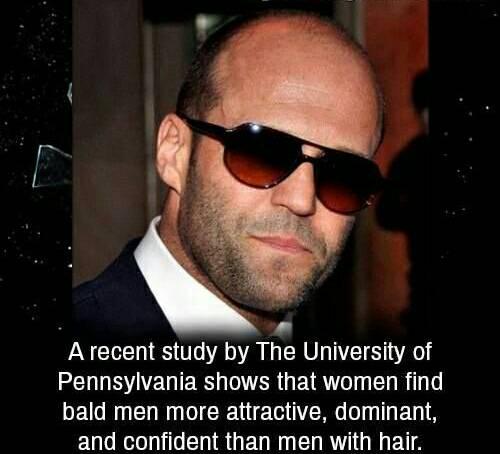 A recent study by The University of
Pennsylvania shows that women find
bald men more attractive, dominant,
and confident than men with hair.